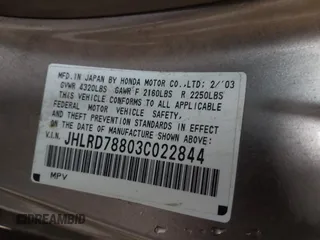 MFD. IN JAPAN BY HONDA MOTOR CO.,LTD: 2/'03
GVWR 4320LBS GAWR F 2160LBS R 2250LBS
THIS VEHICLE CONFORMS TO ALL APPLICABLE
FEDERAL MOTOR VEHICLE SAFETY,
AND THEFT PREVENTION STANDARDS IN EFFECT
ON THE DATE OF MANUFACTURE SHOWN ABOVE.
V.I.N. JHLRD78803C022844
MPV
IDREAMBID